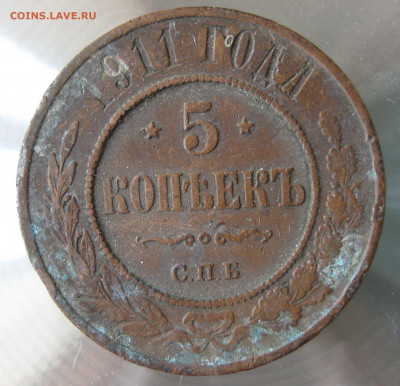 COINS.LAVE.RU
1911 ГОДА
5
КОПѢЕКЪ
С.П.Б